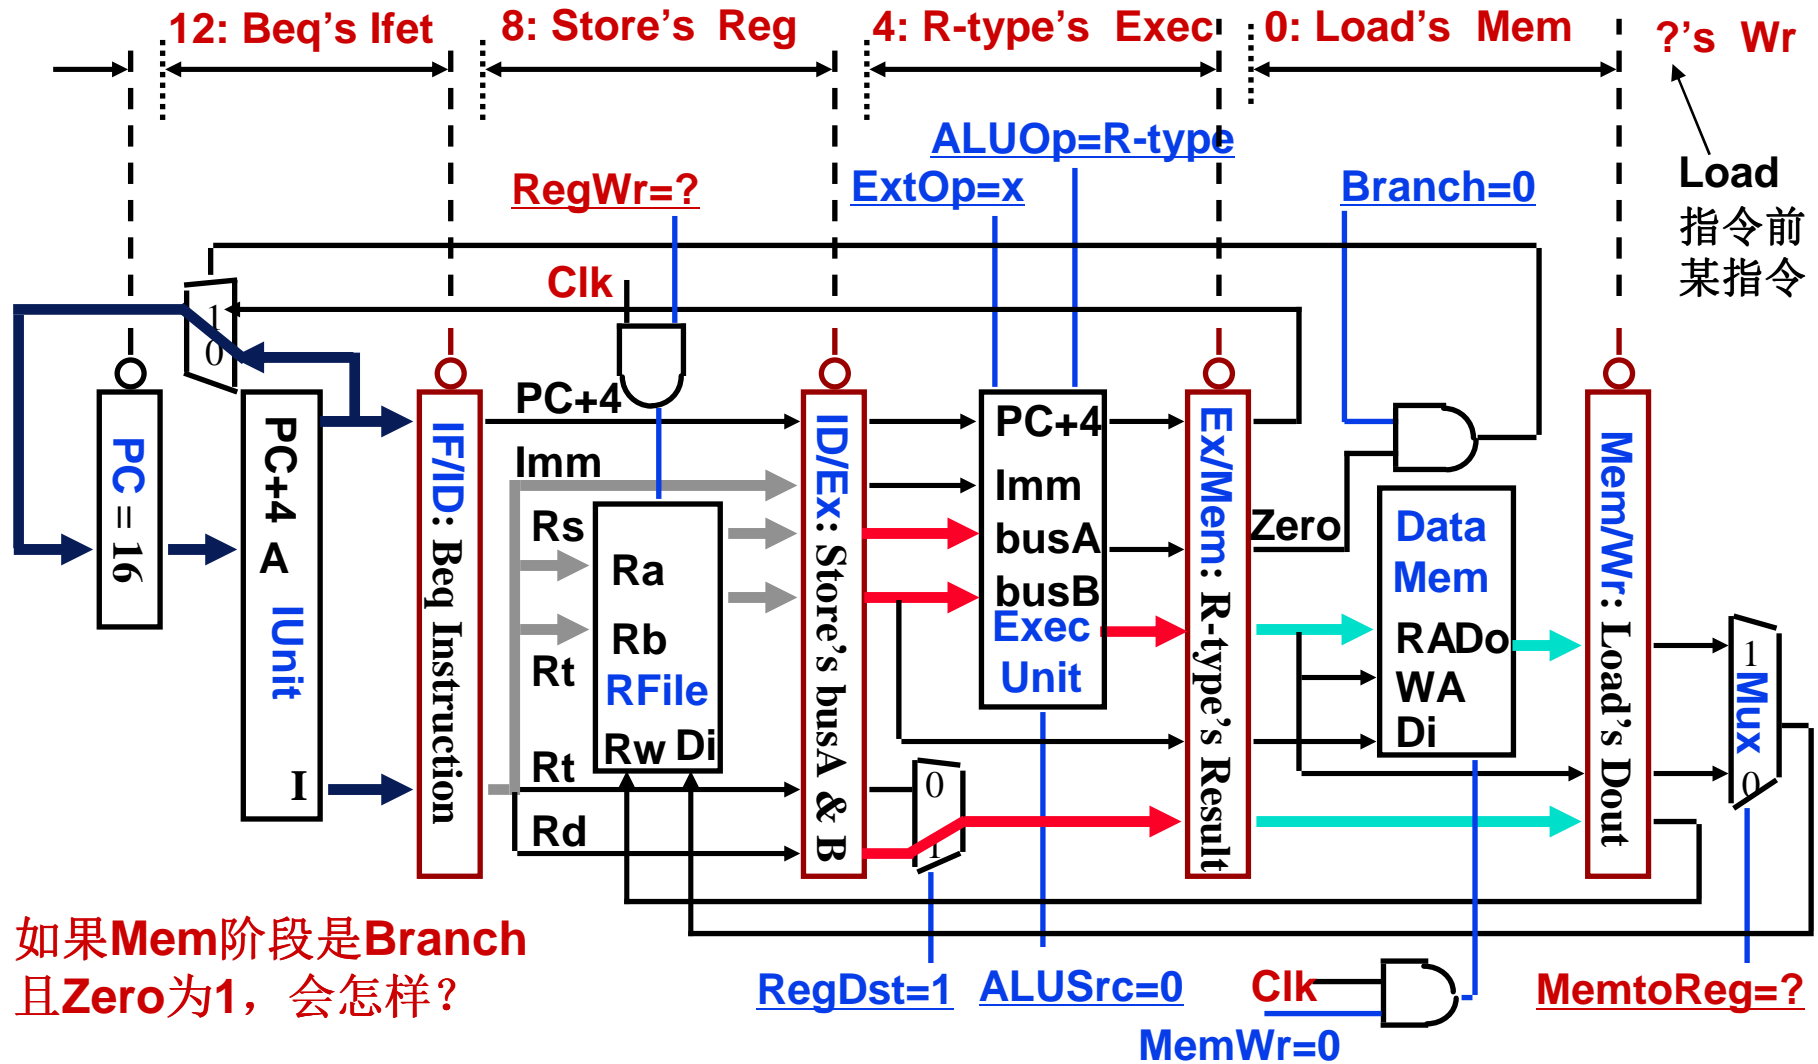 12: Beq's Ifet
8: Store's Reg
4: R-type's Exec
0: Load's Mem
?'s Wr
ALUOp=R-type
RegWr=?
ExtOp=x
Branch=0
Load
指令前
某指令
Clk
1
0
PC = 16
PC+4
A
IUnit
I
IF/ID: Beq Instruction
PC+4
Imm
Rs
Ra
Rb
Rt
RFile
Rw Di
Rt
Rd
ID/Ex: Store's busA & B
0
1
PC+4
Imm
busA
busB
Exec
Unit
Ex/Mem: R-type's Result
Zero
Data
Mem
RA Do
WA
Di
Mem/Wr: Load's Dout
1
Mux
0
如果Mem阶段是Branch
且Zero为1，会怎样？
RegDst=1
ALUSrc=0
Clk
MemWr=0
MemtoReg=?